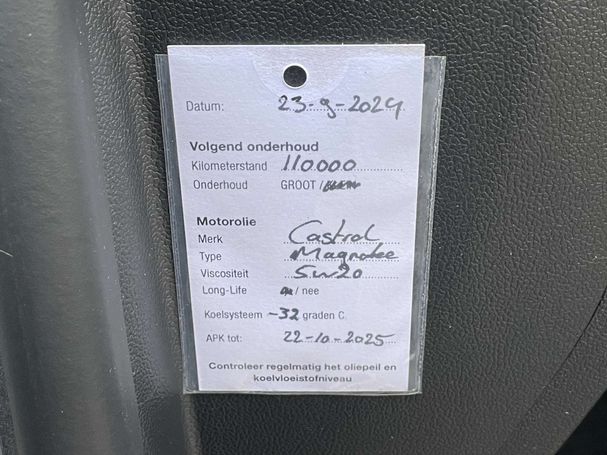 Datum: 23-9-2024
Volgend onderhoud
Kilometerstand 110.000
Onderhoud GROOT /
Motorolie
Merk Castrol
Type Magnatec
Viscositeit 5w20
Long-Life / nee
Koelsysteem -32 graden C.
APK tot: 22-10-2025
Controleer regelmatig het oliepeil en
koelvloeistofniveau